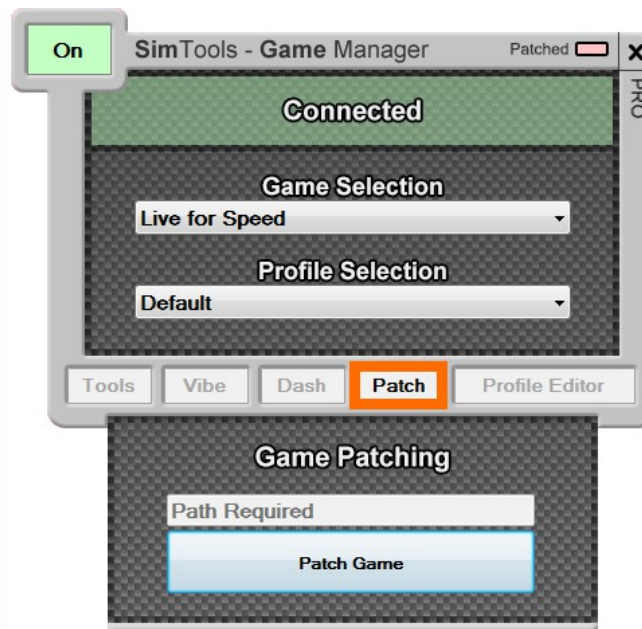 On
SimTools - Game Manager
Patched
X
PRO
Connected
Game Selection
Live for Speed
Profile Selection
Default
Tools
Vibe
Dash
Patch
Profile Editor
Game Patching
Path Required
Patch Game